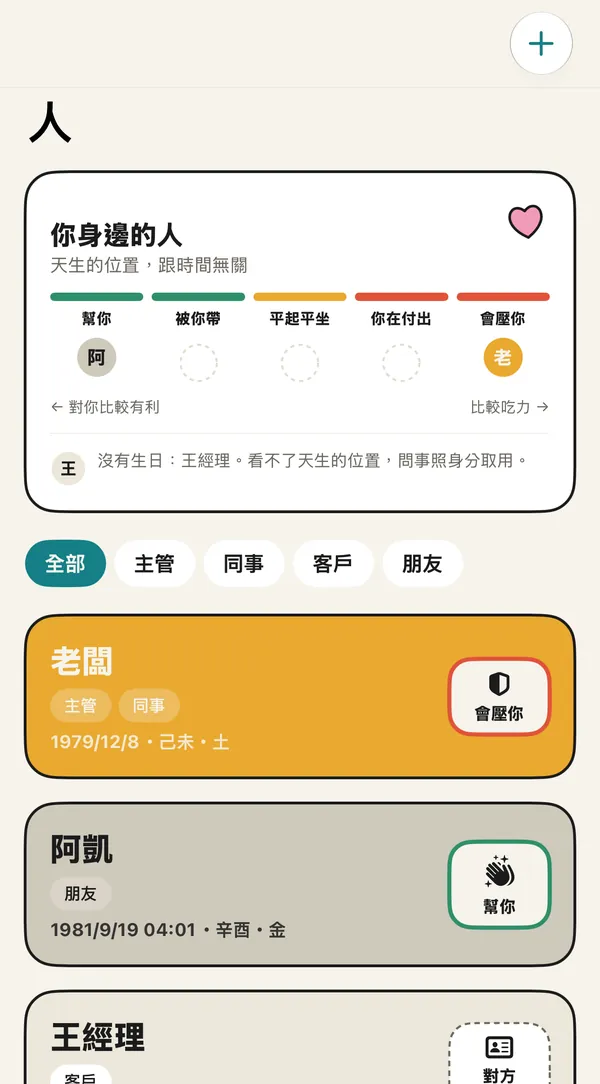 人
你身邊的人
天生的位置，跟時間無關
幫你 被你帶 平起平坐 你在付出 會壓你
阿 老
← 對你比較有利 比較吃力 →
王 沒有生日：王經理。看不了天生的位置，問事照身分取用。
全部 主管 同事 客戶 朋友
老闆
主管 同事
1979/12/8・己未・土
會壓你
阿凱
朋友
1981/9/19 04:01・辛酉・金
幫你
王經理
客戶
對方